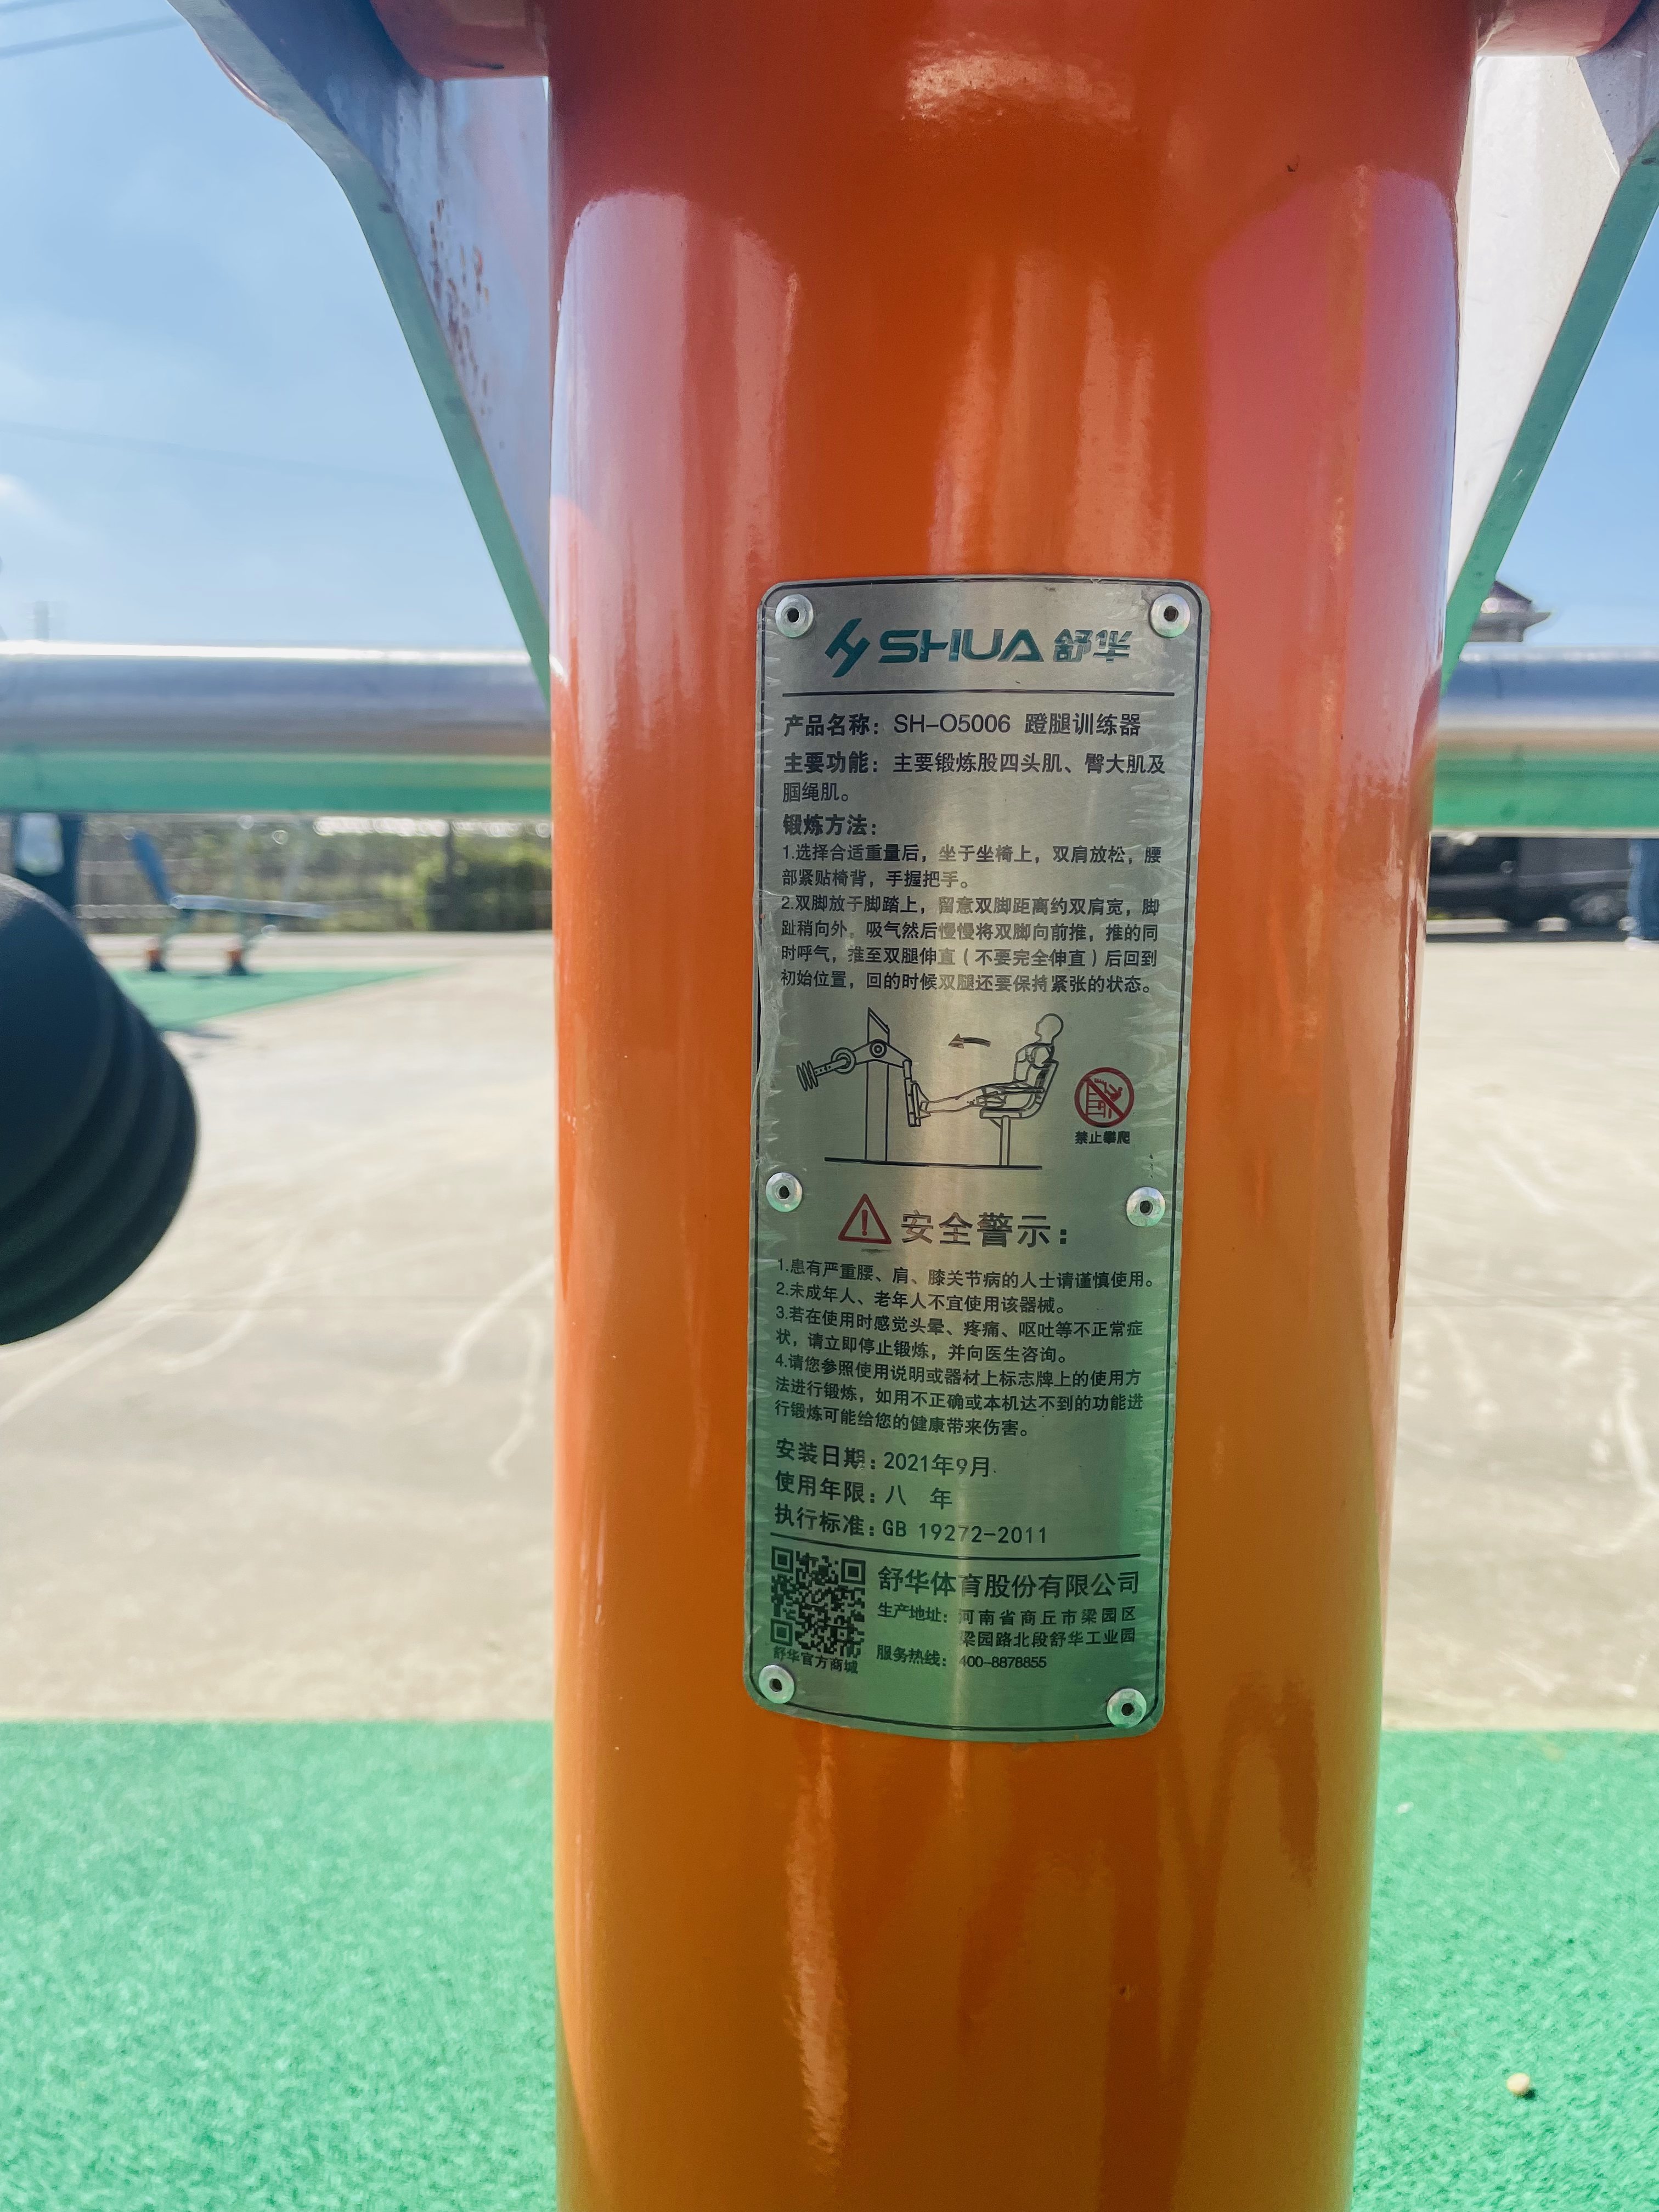 SHUA 舒华
产品名称：SH-O5006 蹬腿训练器
主要功能：主要锻炼股四头肌、臀大肌及
腘绳肌。
锻炼方法：
1.选择合适重量后，坐于坐椅上，双肩放松，腰
部紧贴椅背，手握把手。
2.双脚放于脚踏上，留意双脚距离约双肩宽，脚
趾稍向外。吸气然后慢慢将双脚向前推，推的同
时呼气，推至双腿伸直（不要完全伸直）后回到
初始位置，回的时候双腿还要保持紧张的状态。
禁止攀爬
安全警示：
1.患有严重腰、肩、膝关节病的人士请谨慎使用。
2.未成年人、老年人不宜使用该器械。
3.若在使用时感觉头晕、疼痛、呕吐等不正常症
状，请立即停止锻炼，并向医生咨询。
4.请您参照使用说明或器材上标志牌上的使用方
法进行锻炼，如用不正确或本机达不到的功能进
行锻炼可能给您的健康带来伤害。
安装日期：2021年9月
使用年限：八 年
执行标准：GB 19272-2011
舒华体育股份有限公司
生产地址：河南省商丘市梁园区
梁园路北段舒华工业园
服务热线：400-8878855
舒华官方商城